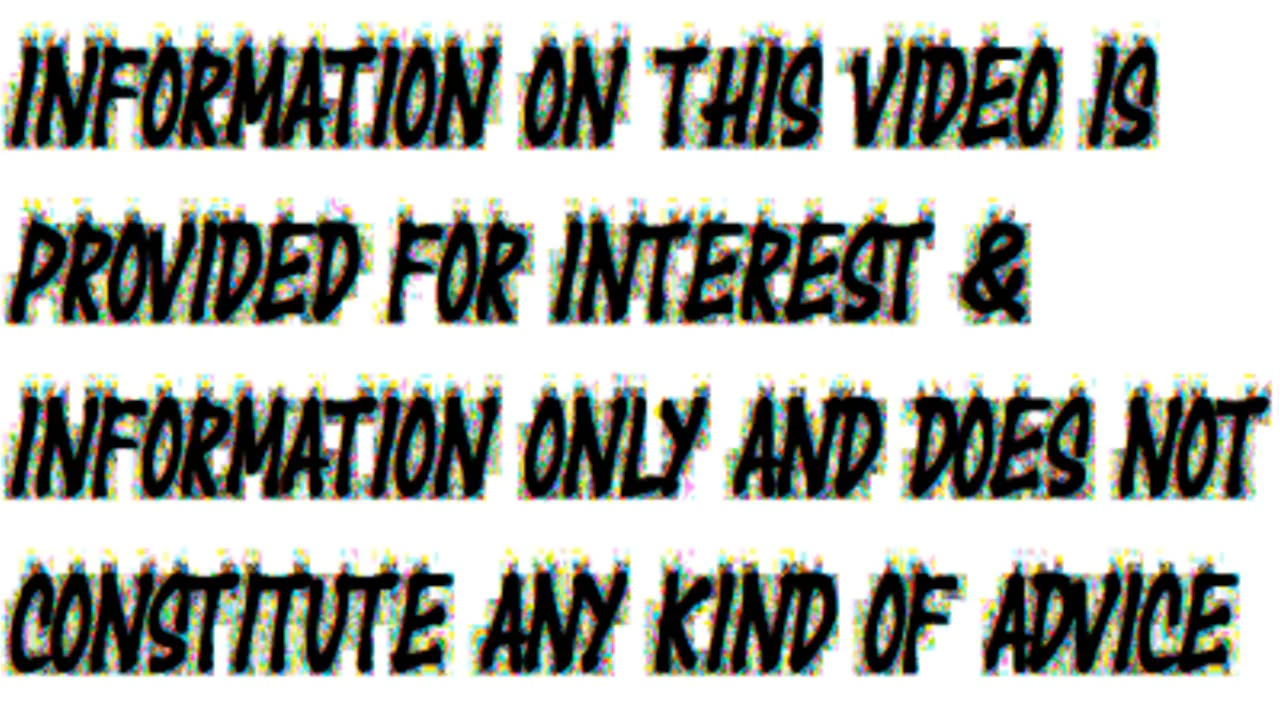 INFORMATION ON THIS VIDEO IS
PROVIDED FOR INTEREST &
INFORMATION ONLY AND DOES NOT
CONSTITUTE ANY KIND OF ADVICE